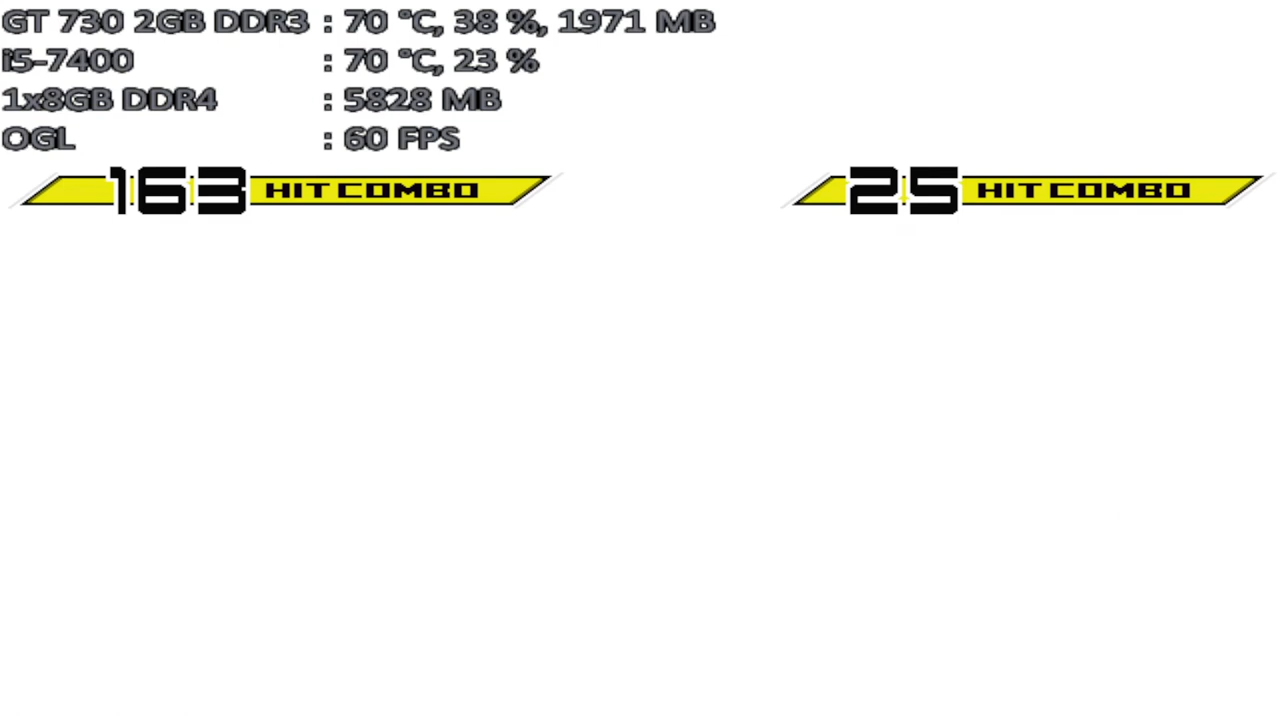 GT 730 2GB DDR3 : 70 °C, 38 %, 1971 MB
i5-7400 : 70 °C, 23 %
1x8GB DDR4 : 5828 MB
OGL : 60 FPS
163 HIT COMBO
25 HIT COMBO